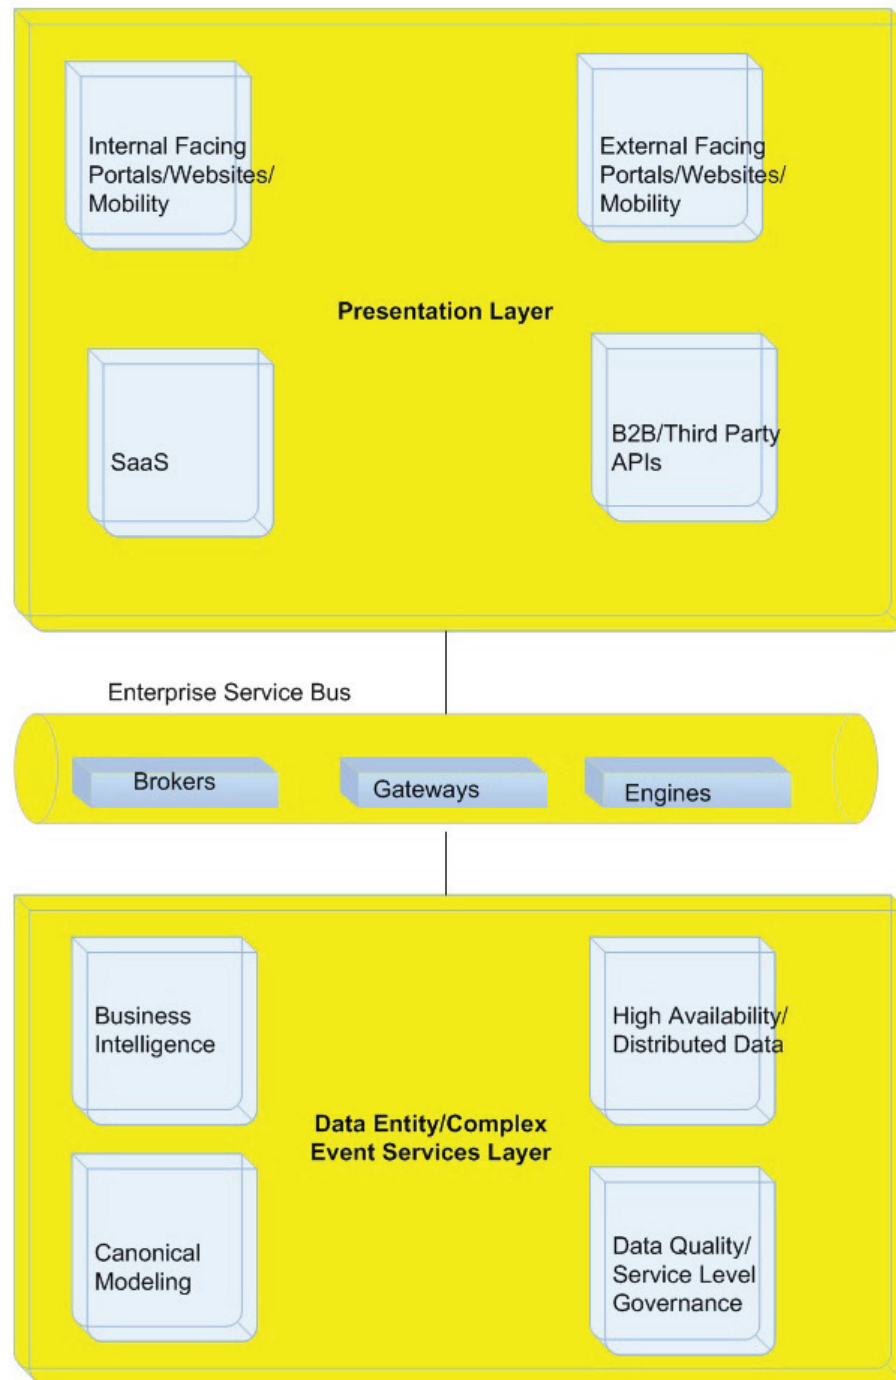 Internal Facing
Portals/Websites/
Mobility
External Facing
Portals/Websites/
Mobility
Presentation Layer
SaaS
B2B/Third Party
APIs
Enterprise Service Bus
Brokers
Gateways
Engines
Business
Intelligence
High Availability/
Distributed Data
Data Entity/Complex
Event Services Layer
Canonical
Modeling
Data Quality/
Service Level
Governance